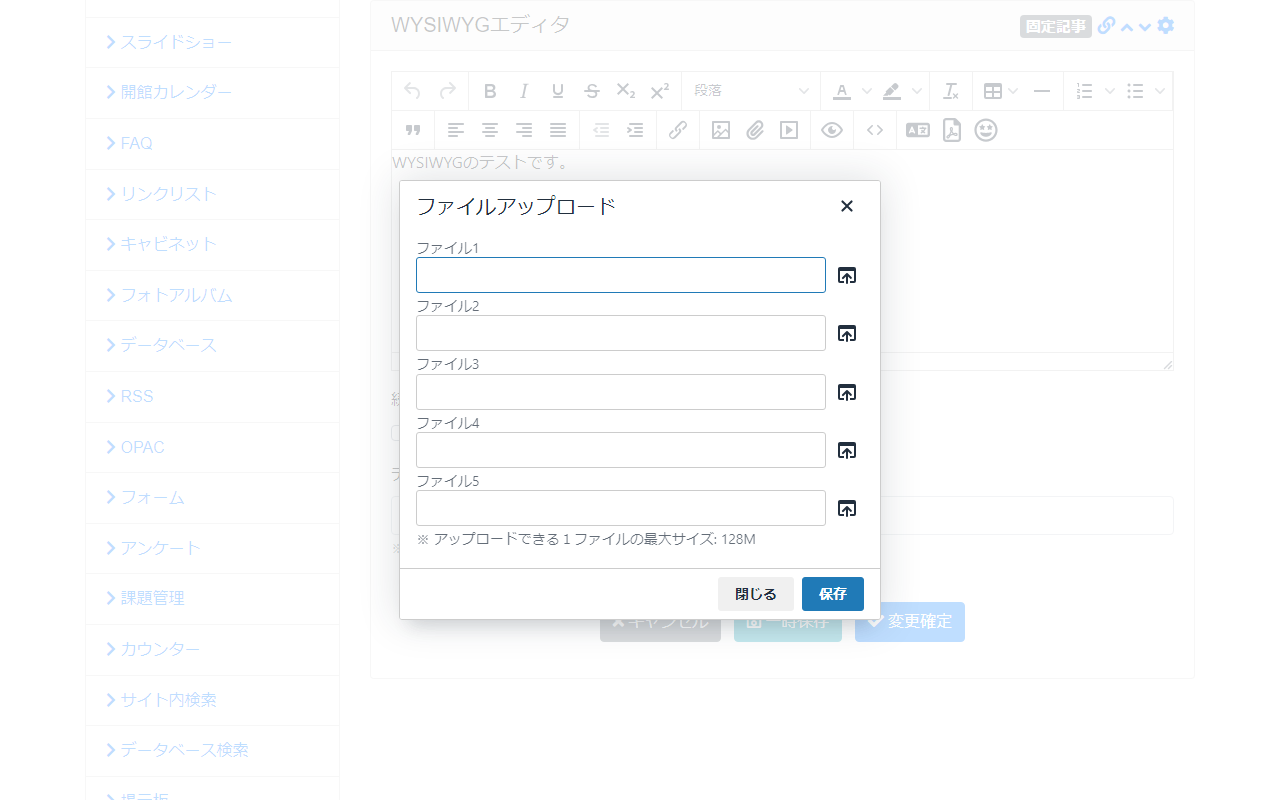 スライドショー
開館カレンダー
FAQ
リンクリスト
キャビネット
フォトアルバム
データベース
RSS
OPAC
フォーム
アンケート
課題管理
カウンター
サイト内検索
データベース検索
掲示板
WYSIWYGエディタ
固定記事
段落
WYSIWYGのテストです。
ファイルアップロード
ファイル1
ファイル2
ファイル3
ファイル4
ファイル5
※ アップロードできる 1 ファイルの最大サイズ: 128M
閉じる 保存
キャンセル 一時保存 変更確定